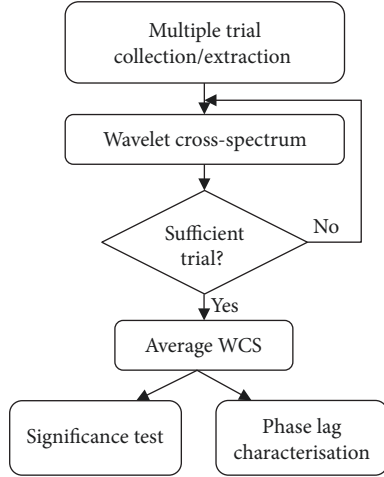 Multiple trial
collection/extraction
Wavelet cross-spectrum
Sufficient
trial?
No
Yes
Average WCS
Significance test
Phase lag
characterisation